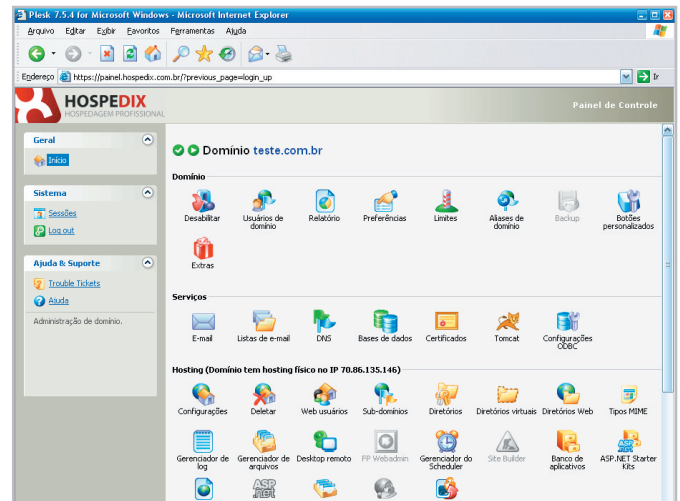 Plesk 7.5.4 for Microsoft Windows - Microsoft Internet Explorer
Arquivo Editar Exibir Favoritos Ferramentas Ajuda
Endereço https://painel.hospedix.com.br/?previous_page=login_up Ir
HOSPEDIX
HOSPEDAGEM PROFISSIONAL
Painel de Controle
Geral
Início
Sistema
Sessões
Log out
Ajuda & Suporte
Trouble Tickets
Ajuda
Administração de domínio.
Domínio teste.com.br
Domínio
Desabilitar Usuários de domínio Relatório Preferências Limites Aliases de domínio Backup Botões personalizados
Extras
Serviços
E-mail Listas de e-mail DNS Bases de dados Certificados Tomcat Configurações ODBC
Hosting (Domínio tem hosting físico no IP 70.86.135.146)
Configurações Deletar Web usuários Sub-domínios Diretórios Diretórios virtuais Diretórios Web Tipos MIME
Gerenciador de log Gerenciador de arquivos Desktop remoto FP Webadmin Gerenciador do Scheduler Site Builder Banco de aplicativos ASP.NET Starter Kits
ASP .NET